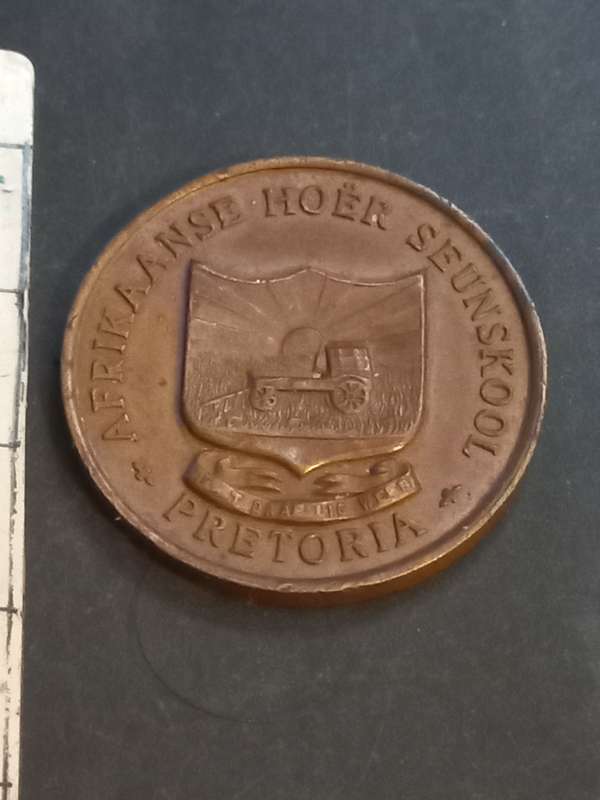 AFRIKAANSE HOËR SEUNSKOOL
PRETORIA